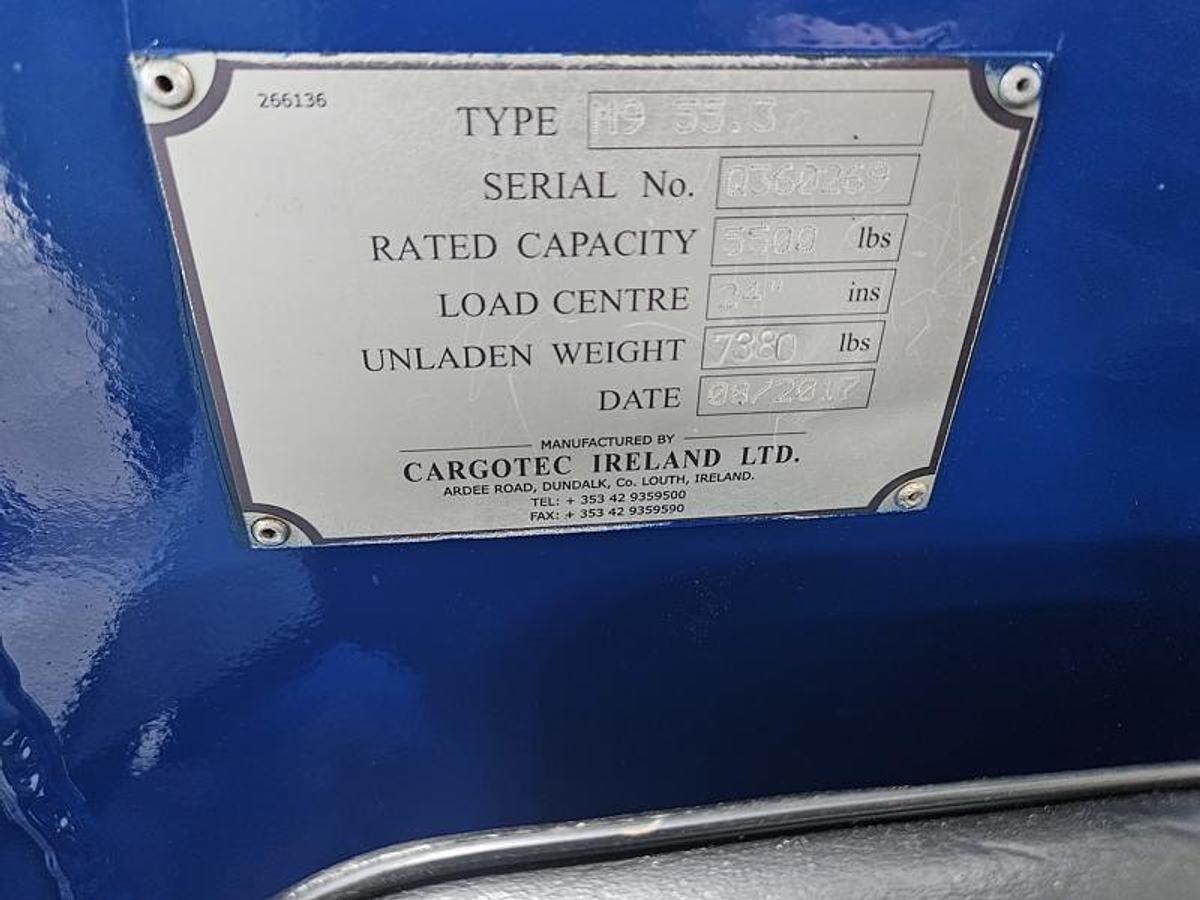 266136
TYPE M9 55.3
SERIAL No. Q360269
RATED CAPACITY 5500 lbs
LOAD CENTRE 24" ins
UNLADEN WEIGHT 7380 lbs
DATE 08/2017
MANUFACTURED BY
CARGOTEC IRELAND LTD.
ARDEE ROAD, DUNDALK, Co. LOUTH, IRELAND.
TEL: + 353 42 9359500
FAX: + 353 42 9359590